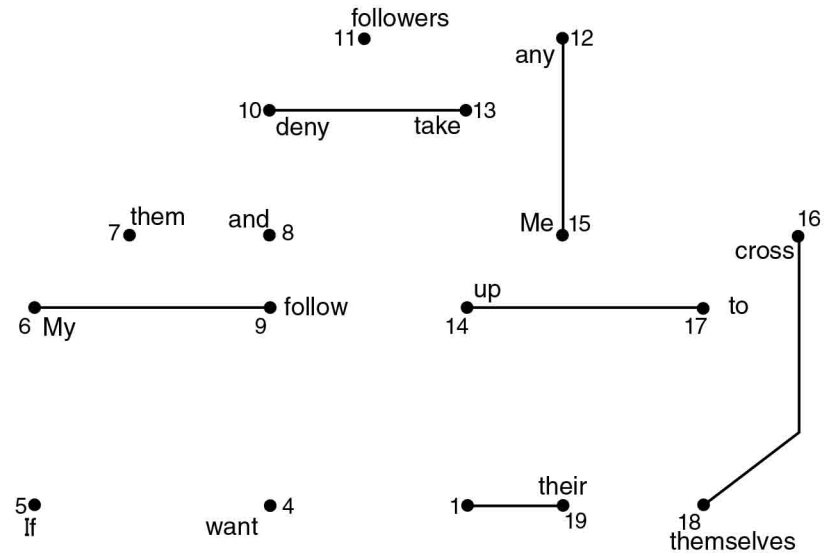 followers
11 12
any
10 13
deny take
7 them and 8 Me 15 16
cross
6 My 9 follow up 14 17 to
5 4 1 their
If want 19 18
themselves